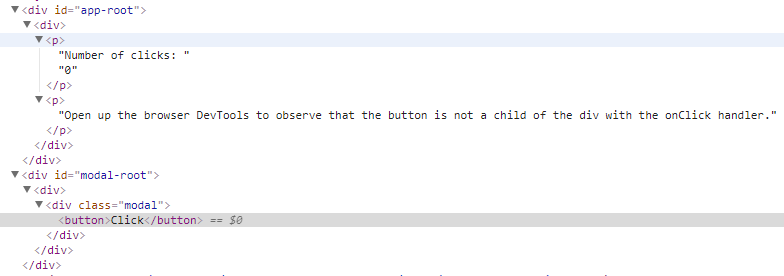 ▼<div id="app-root">
▼<div>
▼<p>
"Number of clicks: "
"0"
</p>
▼<p>
"Open up the browser DevTools to observe that the button is not a child of the div with the onClick handler."
</p>
</div>
</div>
▼<div id="modal-root">
▼<div>
▼<div class="modal">
<button>Click</button> == $0
</div>
</div>
</div>